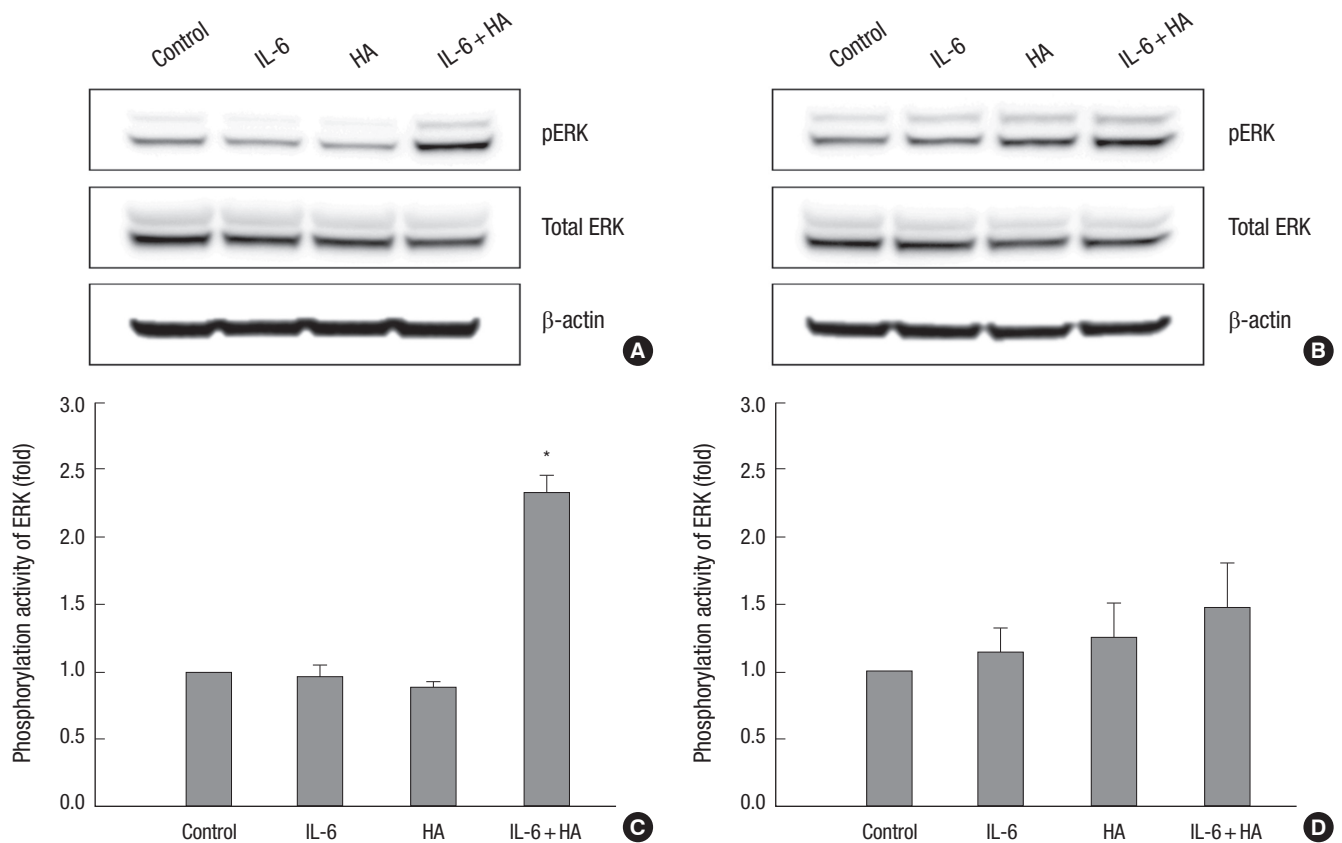 Control IL-6 HA IL-6 + HA
pERK
Total ERK
β-actin
A
Control IL-6 HA IL-6 + HA
pERK
Total ERK
β-actin
B
Phosphorylation activity of ERK (fold)
3.0
2.5
2.0
1.5
1.0
0.5
0.0
*
Control IL-6 HA IL-6 + HA
C
Phosphorylation activity of ERK (fold)
3.0
2.5
2.0
1.5
1.0
0.5
0.0
Control IL-6 HA IL-6 + HA
D